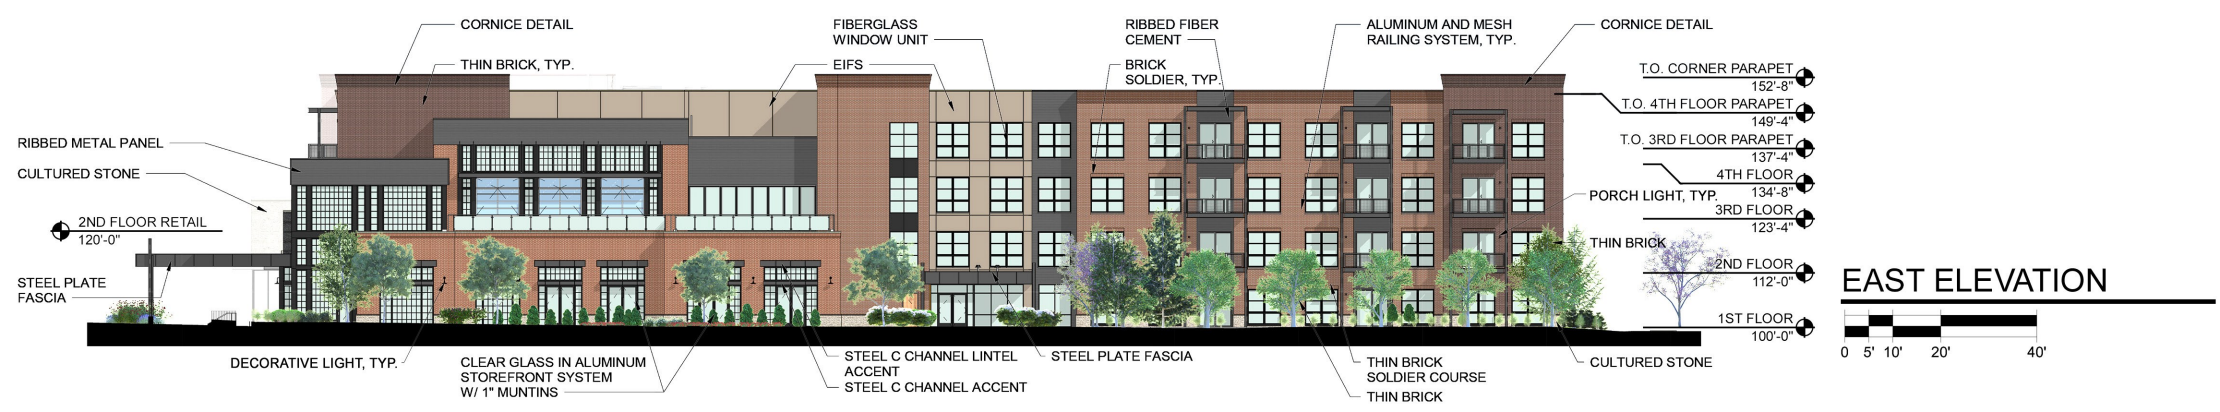 CORNICE DETAIL
THIN BRICK, TYP.
FIBERGLASS
WINDOW UNIT
EIFS
RIBBED FIBER
CEMENT
BRICK
SOLDIER, TYP.
ALUMINUM AND MESH
RAILING SYSTEM, TYP.
CORNICE DETAIL
T.O. CORNER PARAPET
152'-8"
T.O. 4TH FLOOR PARAPET
149'-4"
T.O. 3RD FLOOR PARAPET
137'-4"
4TH FLOOR
134'-8"
PORCH LIGHT, TYP.
3RD FLOOR
123'-4"
THIN BRICK
2ND FLOOR
112'-0"
1ST FLOOR
100'-0"
RIBBED METAL PANEL
CULTURED STONE
2ND FLOOR RETAIL
120'-0"
STEEL PLATE
FASCIA
DECORATIVE LIGHT, TYP.
CLEAR GLASS IN ALUMINUM
STOREFRONT SYSTEM
W/ 1" MUNTINS
STEEL C CHANNEL LINTEL
ACCENT
STEEL C CHANNEL ACCENT
STEEL PLATE FASCIA
THIN BRICK
SOLDIER COURSE
THIN BRICK
CULTURED STONE
EAST ELEVATION
0 5' 10' 20' 40'